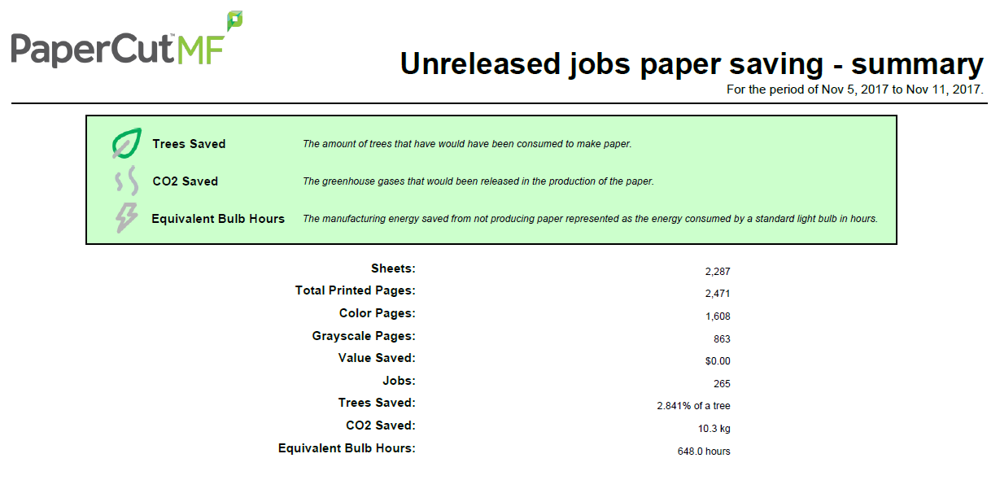 PaperCut™MF
Unreleased jobs paper saving - summary
For the period of Nov 5, 2017 to Nov 11, 2017.
Trees Saved The amount of trees that have would have been consumed to make paper.
CO2 Saved The greenhouse gases that would been released in the production of the paper.
Equivalent Bulb Hours The manufacturing energy saved from not producing paper represented as the energy consumed by a standard light bulb in hours.
Sheets: 2,287
Total Printed Pages: 2,471
Color Pages: 1,608
Grayscale Pages: 863
Value Saved: $0.00
Jobs: 265
Trees Saved: 2.841% of a tree
CO2 Saved: 10.3 kg
Equivalent Bulb Hours: 648.0 hours